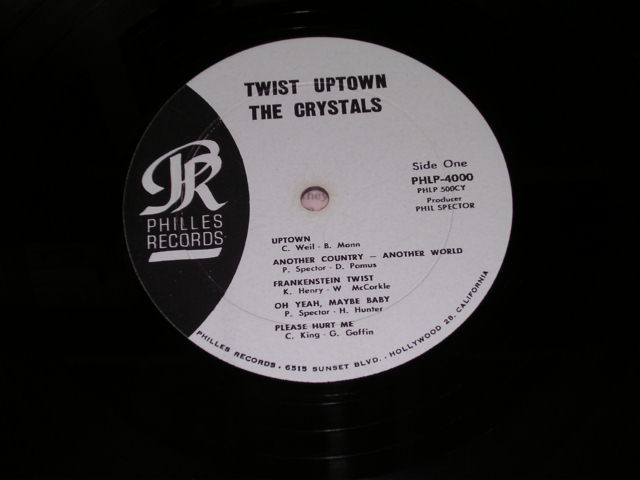 TWIST UPTOWN
THE CRYSTALS
Side One
PHLP-4000
PHLP 500CY
Producer
PHIL SPECTOR
PR
PHILLES
RECORDS
UPTOWN
C. Weil - B. Mann
ANOTHER COUNTRY — ANOTHER WORLD
P. Spector - D. Pomus
FRANKENSTEIN TWIST
K. Henry - W McCorkle
OH YEAH, MAYBE BABY
P. Spector - H. Hunter
PLEASE HURT ME
C. King - G. Goffin
PHILLES RECORDS • 6515 SUNSET BLVD. • HOLLYWOOD 28, CALIFORNIA